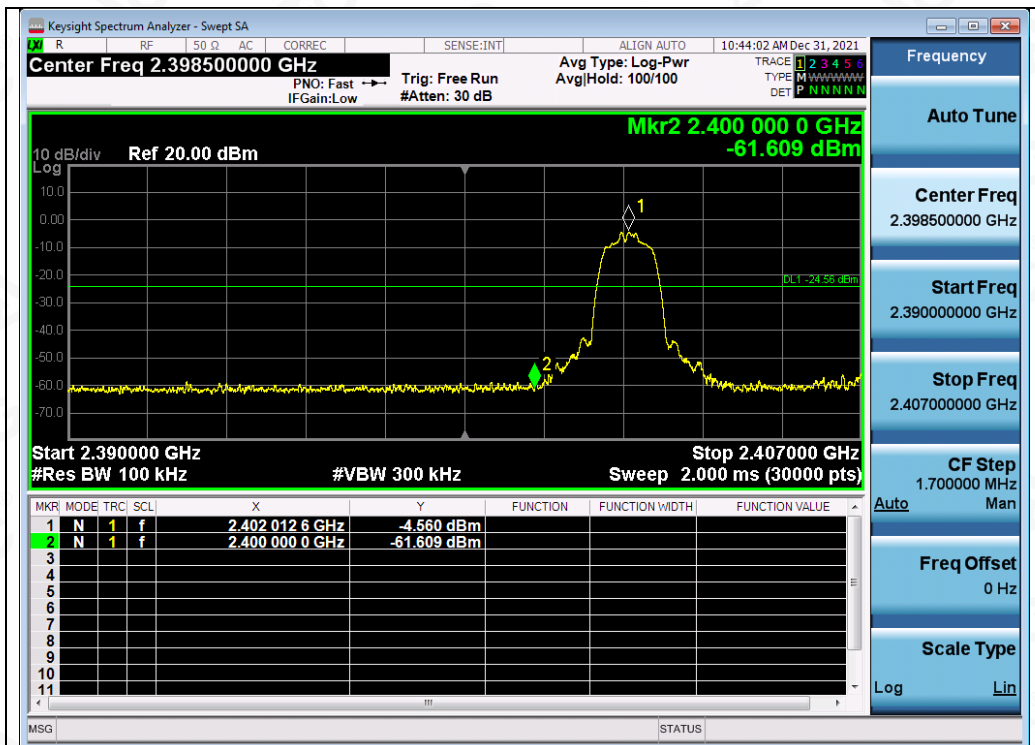 Keysight Spectrum Analyzer - Swept SA
LXI R RF 50 Ω AC CORREC SENSE:INT ALIGN AUTO 10:44:02 AM Dec 31, 2021
Center Freq 2.398500000 GHz
PNO: Fast
IFGain:Low
Trig: Free Run
#Atten: 30 dB
Avg Type: Log-Pwr
Avg|Hold: 100/100
TRACE 1 2 3 4 5 6
TYPE M WWWWW
DET P N N N N N
Mkr2 2.400 000 0 GHz
-61.609 dBm
10 dB/div Ref 20.00 dBm
Log
10.0
0.00
-10.0
-20.0
-30.0
-40.0
-50.0
-60.0
-70.0
1
DL1 -24.56 dBm
2
Start 2.390000 GHz Stop 2.407000 GHz
#Res BW 100 kHz #VBW 300 kHz Sweep 2.000 ms (30000 pts)
MKR MODE TRC SCL X Y FUNCTION FUNCTION WIDTH FUNCTION VALUE
1 N 1 f 2.402 012 6 GHz -4.560 dBm
2 N 1 f 2.400 000 0 GHz -61.609 dBm
3
4
5
6
7
8
9
10
11
MSG STATUS
Frequency
Auto Tune
Center Freq
2.398500000 GHz
Start Freq
2.390000000 GHz
Stop Freq
2.407000000 GHz
CF Step
1.700000 MHz
Auto Man
Freq Offset
0 Hz
Scale Type
Log Lin